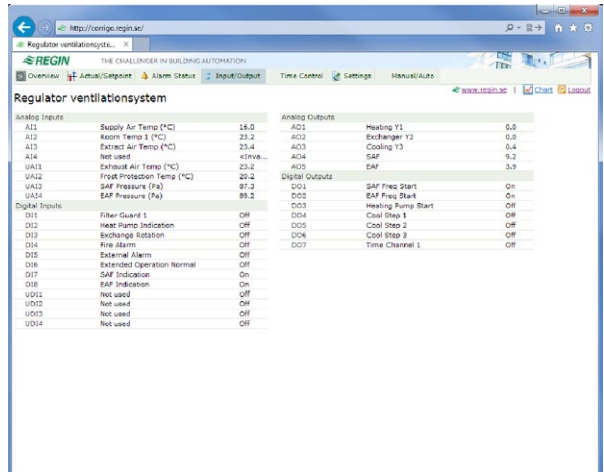 http://corrigo.regin.se/
Regulator ventilationsyste...
REGIN
THE CHALLENGER IN BUILDING AUTOMATION
Overview Actual/Setpoint Alarm Status Input/Output Time Control Settings Manual/Auto
www.regin.se | Chart Logout
Regulator ventilationsystem
Analog Inputs
AI1 Supply Air Temp (°C) 16.0
AI2 Room Temp 1 (°C) 23.2
AI3 Extract Air Temp (°C) 23.4
AI4 Not used <Inva...
UAI1 Exhaust Air Temp (°C) 23.2
UAI2 Frost Protection Temp (°C) 20.2
UAI3 SAF Pressure (Pa) 87.3
UAI4 EAF Pressure (Pa) 89.2
Digital Inputs
DI1 Filter Guard 1 Off
DI2 Heat Pump Indication Off
DI3 Exchange Rotation Off
DI4 Fire Alarm Off
DI5 External Alarm Off
DI6 Extended Operation Normal Off
DI7 SAF Indication On
DI8 EAF Indication On
UDI1 Not used Off
UDI2 Not used Off
UDI3 Not used Off
UDI4 Not used Off
Analog Outputs
AO1 Heating Y1 0.0
AO2 Exchanger Y2 0.0
AO3 Cooling Y3 0.4
AO4 SAF 9.2
AO5 EAF 3.9
Digital Outputs
DO1 SAF Freq Start On
DO2 EAF Freq Start On
DO3 Heating Pump Start Off
DO4 Cool Step 1 Off
DO5 Cool Step 2 Off
DO6 Cool Step 3 Off
DO7 Time Channel 1 Off